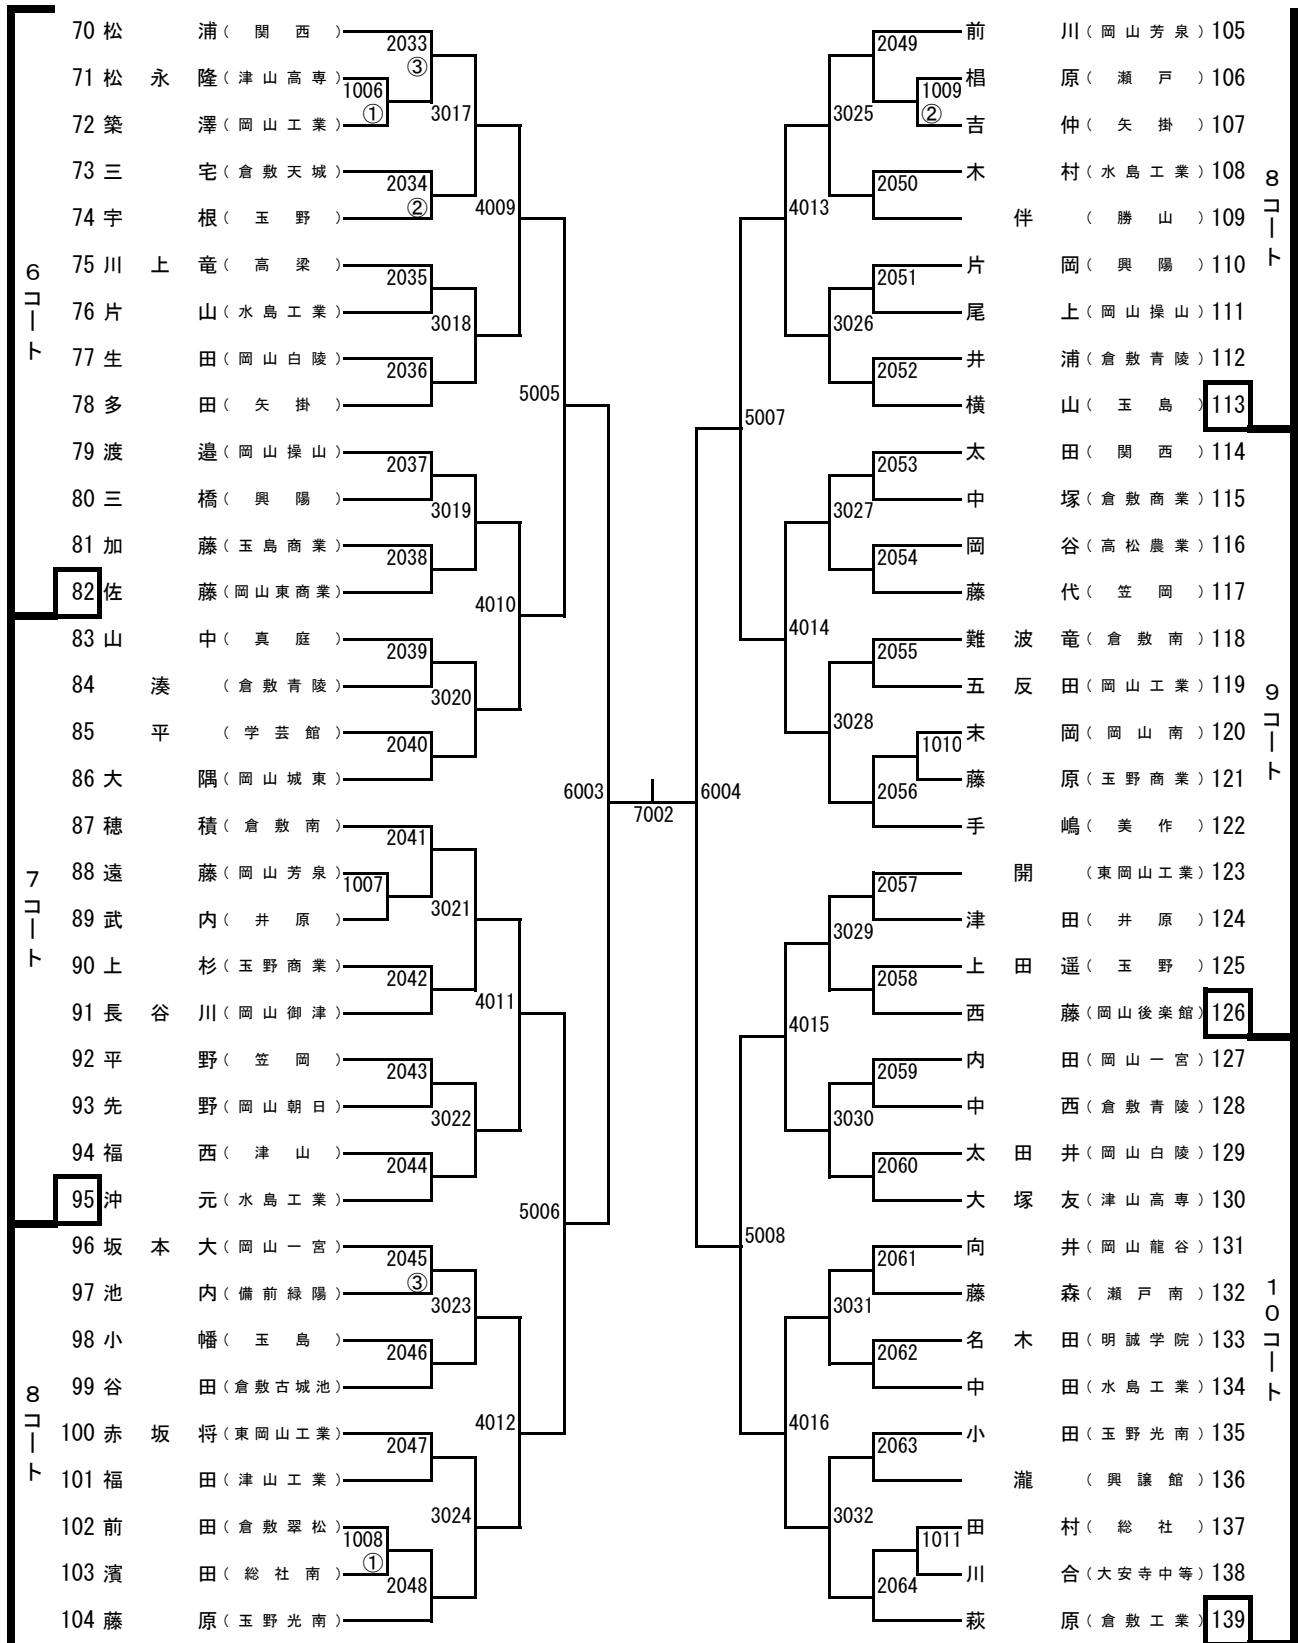 70 松浦(関西)
71 松永隆(津山高専)
72 築澤(岡山工業)
73 三宅(倉敷天城)
74 宇根(玉野)
75 川上竜(高梁)
76 片山(水島工業)
77 生田(岡山白陵)
78 多田(矢掛)
79 渡邉(岡山操山)
80 三橋(興陽)
81 加藤(玉島商業)
82 佐藤(岡山東商業)
83 山中(真庭)
84 湊(倉敷青陵)
85 平(学芸館)
86 大隅(岡山城東)
87 穂積(倉敷南)
88 遠藤(岡山芳泉)
89 武内(井原)
90 上杉(玉野商業)
91 長谷川(岡山御津)
92 平野(笠岡)
93 先野(岡山朝日)
94 福西(津山)
95 沖元(水島工業)
96 坂本大(岡山一宮)
97 池内(備前緑陽)
98 小幡(玉島)
99 谷田(倉敷古城池)
100 赤坂将(東岡山工業)
101 福田(津山工業)
102 前田(倉敷翠松)
103 濱田(総社南)
104 藤原(玉野光南)
6コート
7コート
8コート
1006
①
1007
1008
①
2033
③
2034
②
2035
2036
2037
2038
2039
2040
2041
2042
2043
2044
2045
③
2046
2047
2048
3017
3018
3019
3020
3021
3022
3023
3024
4009
4010
4011
4012
5005
5006
6003
7002
6004
5007
5008
4013
4014
4015
4016
3025
3026
3027
3028
3029
3030
3031
3032
2049
2050
2051
2052
2053
2054
2055
2056
2057
2058
2059
2060
2061
2062
2063
2064
1009
②
1010
1011
前川(岡山芳泉)105
椙原(瀬戸)106
吉仲(矢掛)107
木村(水島工業)108
伴(勝山)109
片岡(興陽)110
尾上(岡山操山)111
井浦(倉敷青陵)112
横山(玉島)113
太田(関西)114
中塚(倉敷商業)115
岡谷(高松農業)116
藤代(笠岡)117
難波竜(倉敷南)118
五反田(岡山工業)119
末岡(岡山南)120
藤原(玉野商業)121
手嶋(美作)122
開(東岡山工業)123
津田(井原)124
上田遥(玉野)125
西藤(岡山後楽館)126
内田(岡山一宮)127
中西(倉敷青陵)128
太田井(岡山白陵)129
大塚友(津山高専)130
向井(岡山龍谷)131
藤森(瀬戸南)132
名木田(明誠学院)133
中田(水島工業)134
小田(玉野光南)135
瀧(興譲館)136
田村(総社)137
川合(大安寺中等)138
萩原(倉敷工業)139
8コート
9コート
10コート